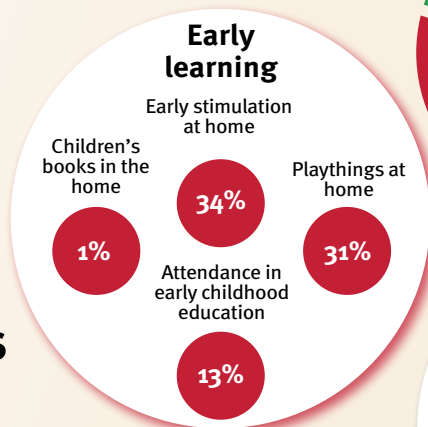 Early
learning
Early stimulation
at home
34%
Children's
books in the
home
1%
Playthings at
home
31%
Attendance in
early childhood
education
13%
s